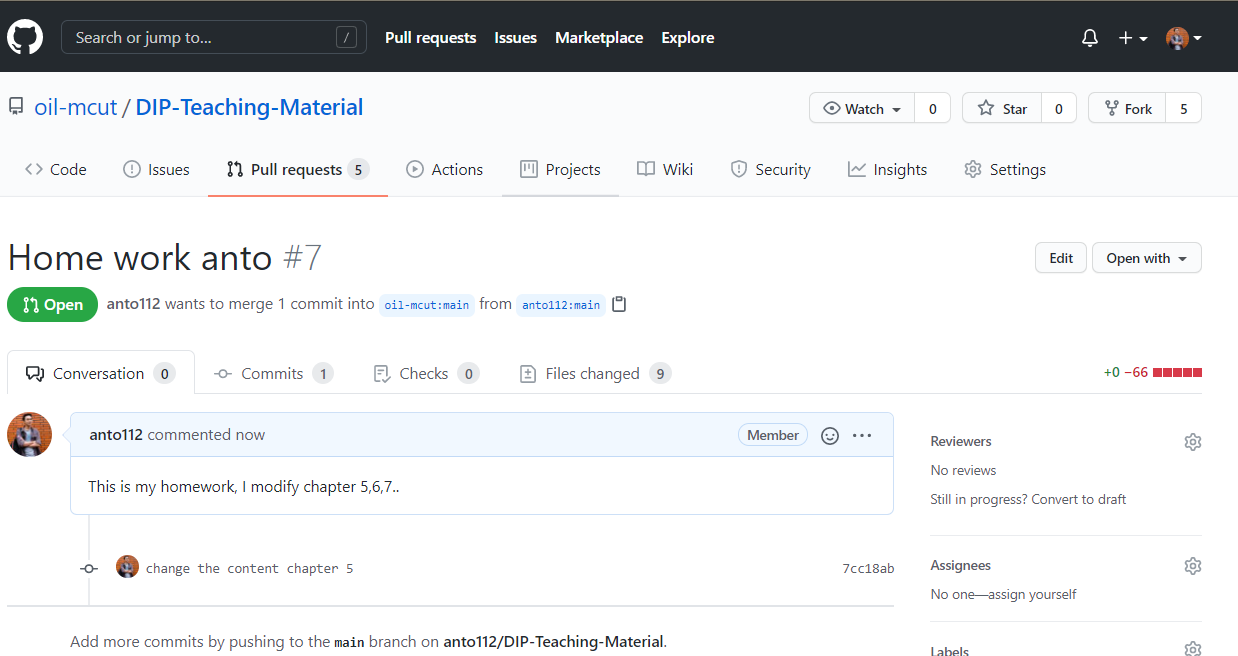 Search or jump to... /
Pull requests Issues Marketplace Explore
oil-mcut / DIP-Teaching-Material
Watch 0 Star 0 Fork 5
Code Issues Pull requests 5 Actions Projects Wiki Security Insights Settings
Home work anto #7
Edit Open with
Open anto112 wants to merge 1 commit into oil-mcut:main from anto112:main
Conversation 0 Commits 1 Checks 0 Files changed 9
+0 −66
anto112 commented now Member
This is my homework, I modify chapter 5,6,7..
change the content chapter 5 7cc18ab
Add more commits by pushing to the main branch on anto112/DIP-Teaching-Material.
Reviewers
No reviews
Still in progress? Convert to draft
Assignees
No one—assign yourself
Labels